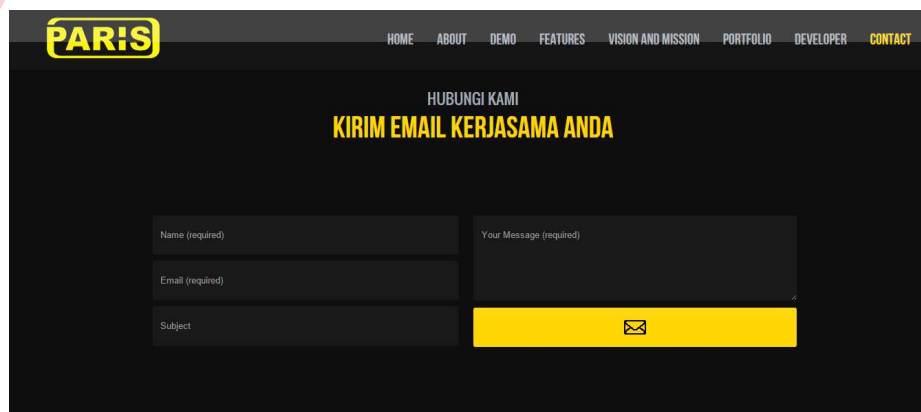 PARIS
HOME ABOUT DEMO FEATURES VISION AND MISSION PORTFOLIO DEVELOPER CONTACT
HUBUNGI KAMI
KIRIM EMAIL KERJASAMA ANDA
Name (required)
Your Message (required)
Email (required)
Subject